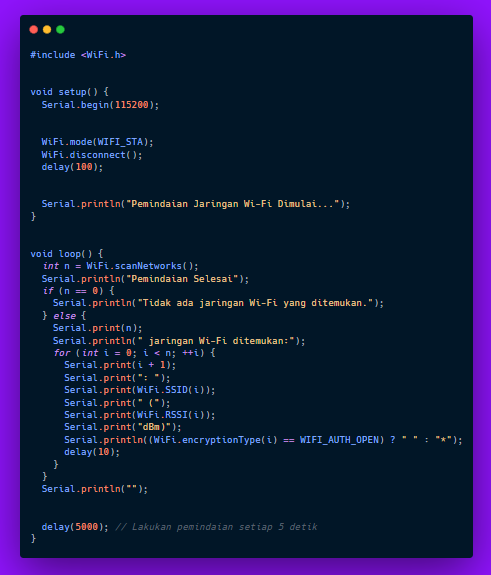 #include <WiFi.h>
void setup() {
  Serial.begin(115200);
  WiFi.mode(WIFI_STA);
  WiFi.disconnect();
  delay(100);
  Serial.println("Pemindaian Jaringan Wi-Fi Dimulai...");
}
void loop() {
  int n = WiFi.scanNetworks();
  Serial.println("Pemindaian Selesai");
  if (n == 0) {
    Serial.println("Tidak ada jaringan Wi-Fi yang ditemukan.");
  } else {
    Serial.print(n);
    Serial.println(" jaringan Wi-Fi ditemukan:");
    for (int i = 0; i < n; ++i) {
      Serial.print(i + 1);
      Serial.print(": ");
      Serial.print(WiFi.SSID(i));
      Serial.print(" (");
      Serial.print(WiFi.RSSI(i));
      Serial.print("dBm)");
      Serial.println((WiFi.encryptionType(i) == WIFI_AUTH_OPEN) ? " " : "*");
      delay(10);
    }
  }
  Serial.println("");
  delay(5000); // Lakukan pemindaian setiap 5 detik
}